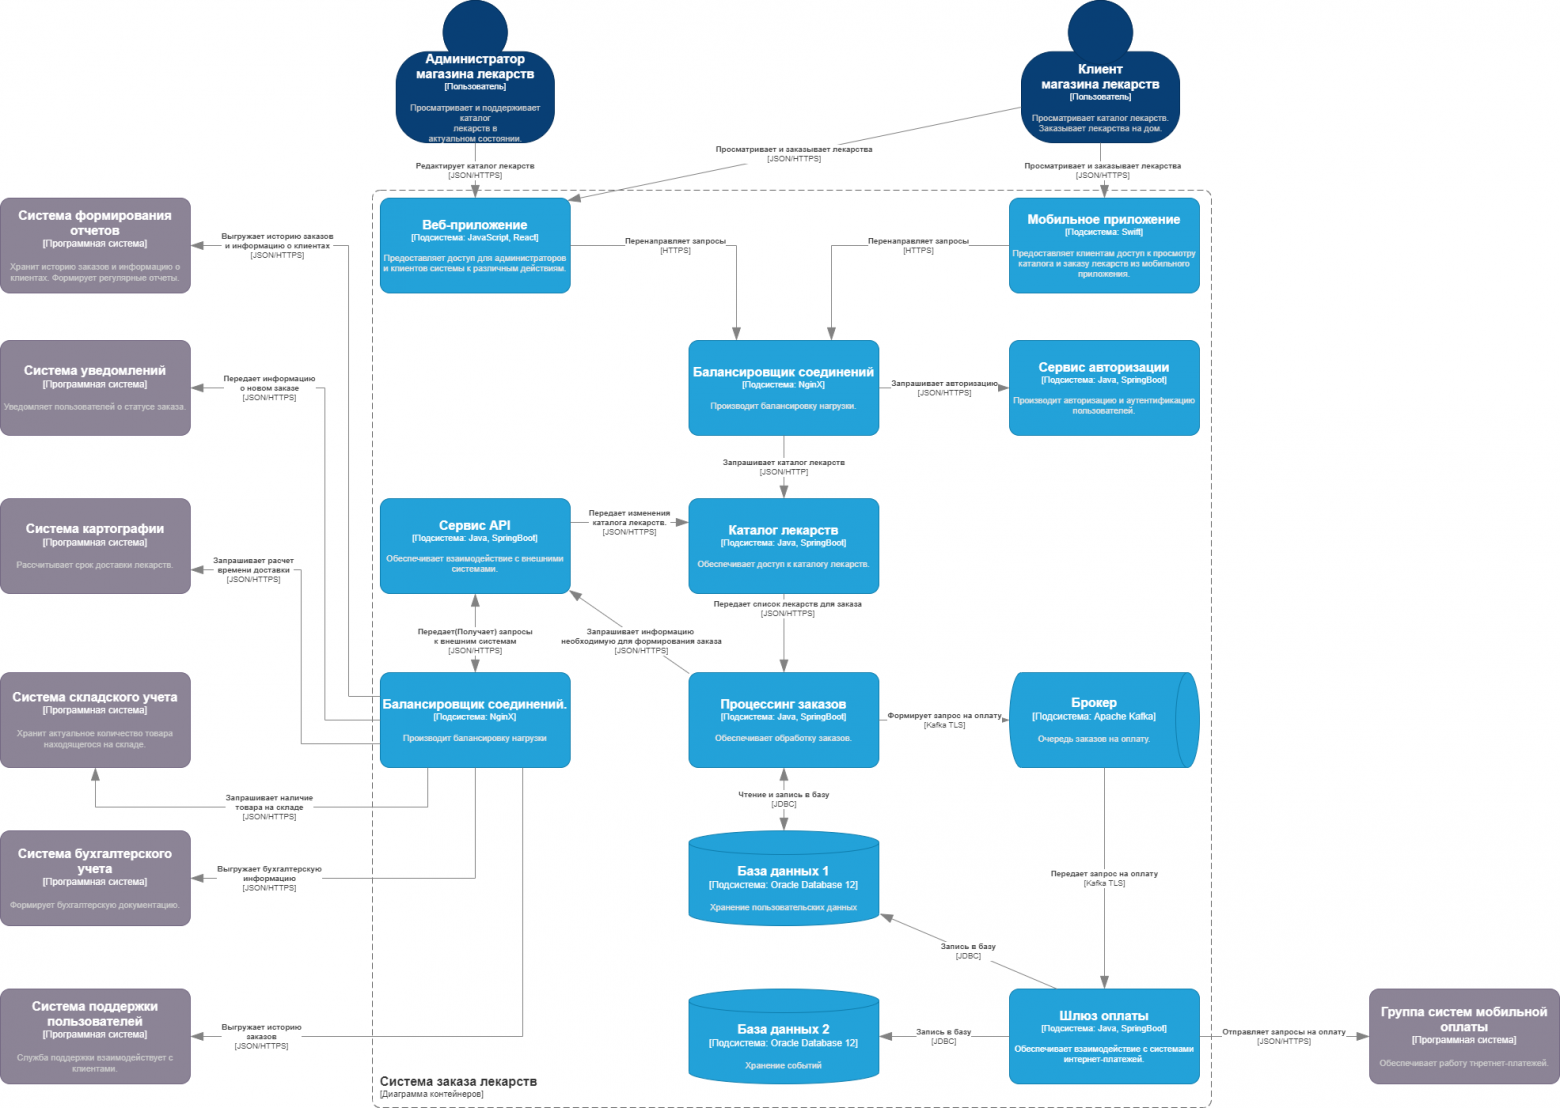 Администратор
магазина лекарств
[Пользователь]
Просматривает и поддерживает
каталог
лекарств в
актуальном состоянии.
Клиент
магазина лекарств
[Пользователь]
Просматривает каталог лекарств.
Заказывает лекарства на дом.
Редактирует каталог лекарств
[JSON/HTTPS]
Просматривает и заказывает лекарства
[JSON/HTTPS]
Просматривает и заказывает лекарства
[JSON/HTTPS]
Система формирования
отчетов
[Программная система]
Хранит историю заказов и информацию о
клиентах. Формирует регулярные отчеты.
Выгружает историю заказов
и информацию о клиентах
[JSON/HTTPS]
Веб-приложение
[Подсистема: JavaScript, React]
Предоставляет доступ для администраторов
и клиентов системы к различным действиям.
Перенаправляет запросы
[HTTPS]
Перенаправляет запросы
[HTTPS]
Мобильное приложение
[Подсистема: Swift]
Предоставляет клиентам доступ к просмотру
каталога и заказу лекарств из мобильного
приложения.
Система уведомлений
[Программная система]
Уведомляет пользователей о статусе заказа.
Передает информацию
о новом заказе
[JSON/HTTPS]
Балансировщик соединений
[Подсистема: NginX]
Производит балансировку нагрузки.
Запрашивает авторизацию
[JSON/HTTPS]
Сервис авторизации
[Подсистема: Java, SpringBoot]
Производит авторизацию и аутентификацию
пользователей.
Запрашивает каталог лекарств
[JSON/HTTP]
Система картографии
[Программная система]
Рассчитывает срок доставки лекарств.
Запрашивает расчет
времени доставки
[JSON/HTTPS]
Сервис API
[Подсистема: Java, SpringBoot]
Обеспечивает взаимодействие с внешними
системами.
Передает изменения
каталога лекарств.
[JSON/HTTPS]
Каталог лекарств
[Подсистема: Java, SpringBoot]
Обеспечивает доступ к каталогу лекарств.
Передает список лекарств для заказа
[JSON/HTTPS]
Передает(Получает) запросы
к внешним системам
[JSON/HTTPS]
Запрашивает информацию
необходимую для формирования заказа
[JSON/HTTPS]
Система складского учета
[Программная система]
Хранит актуальное количество товара
находящегося на складе.
Балансировщик соединений.
[Подсистема: NginX]
Производит балансировку нагрузки
Процессинг заказов
[Подсистема: Java, SpringBoot]
Обеспечивает обработку заказов.
Формирует запрос на оплату
[Kafka TLS]
Брокер
[Подсистема: Apache Kafka]
Очередь заказов на оплату.
Запрашивает наличие
товара на складе
[JSON/HTTPS]
Чтение и запись в базу
[JDBC]
Система бухгалтерского
учета
[Программная система]
Формирует бухгалтерскую документацию.
Выгружает бухгалтерскую
информацию
[JSON/HTTPS]
База данных 1
[Подсистема: Oracle Database 12]
Хранение пользовательских данных
Передает запрос на оплату
[Kafka TLS]
Запись в базу
[JDBC]
Система поддержки
пользователей
[Программная система]
Служба поддержки взаимодействует с
клиентами.
Выгружает историю
заказов
[JSON/HTTPS]
База данных 2
[Подсистема: Oracle Database 12]
Хранение событий
Запись в базу
[JDBC]
Шлюз оплаты
[Подсистема: Java, SpringBoot]
Обеспечивает взаимодействие с системами
интернет-платежей.
Отправляет запросы на оплату
[JSON/HTTPS]
Группа систем мобильной
оплаты
[Программная система]
Обеспечивает работу тнретнет-платежей.
Система заказа лекарств
[Диаграмма контейнеров]